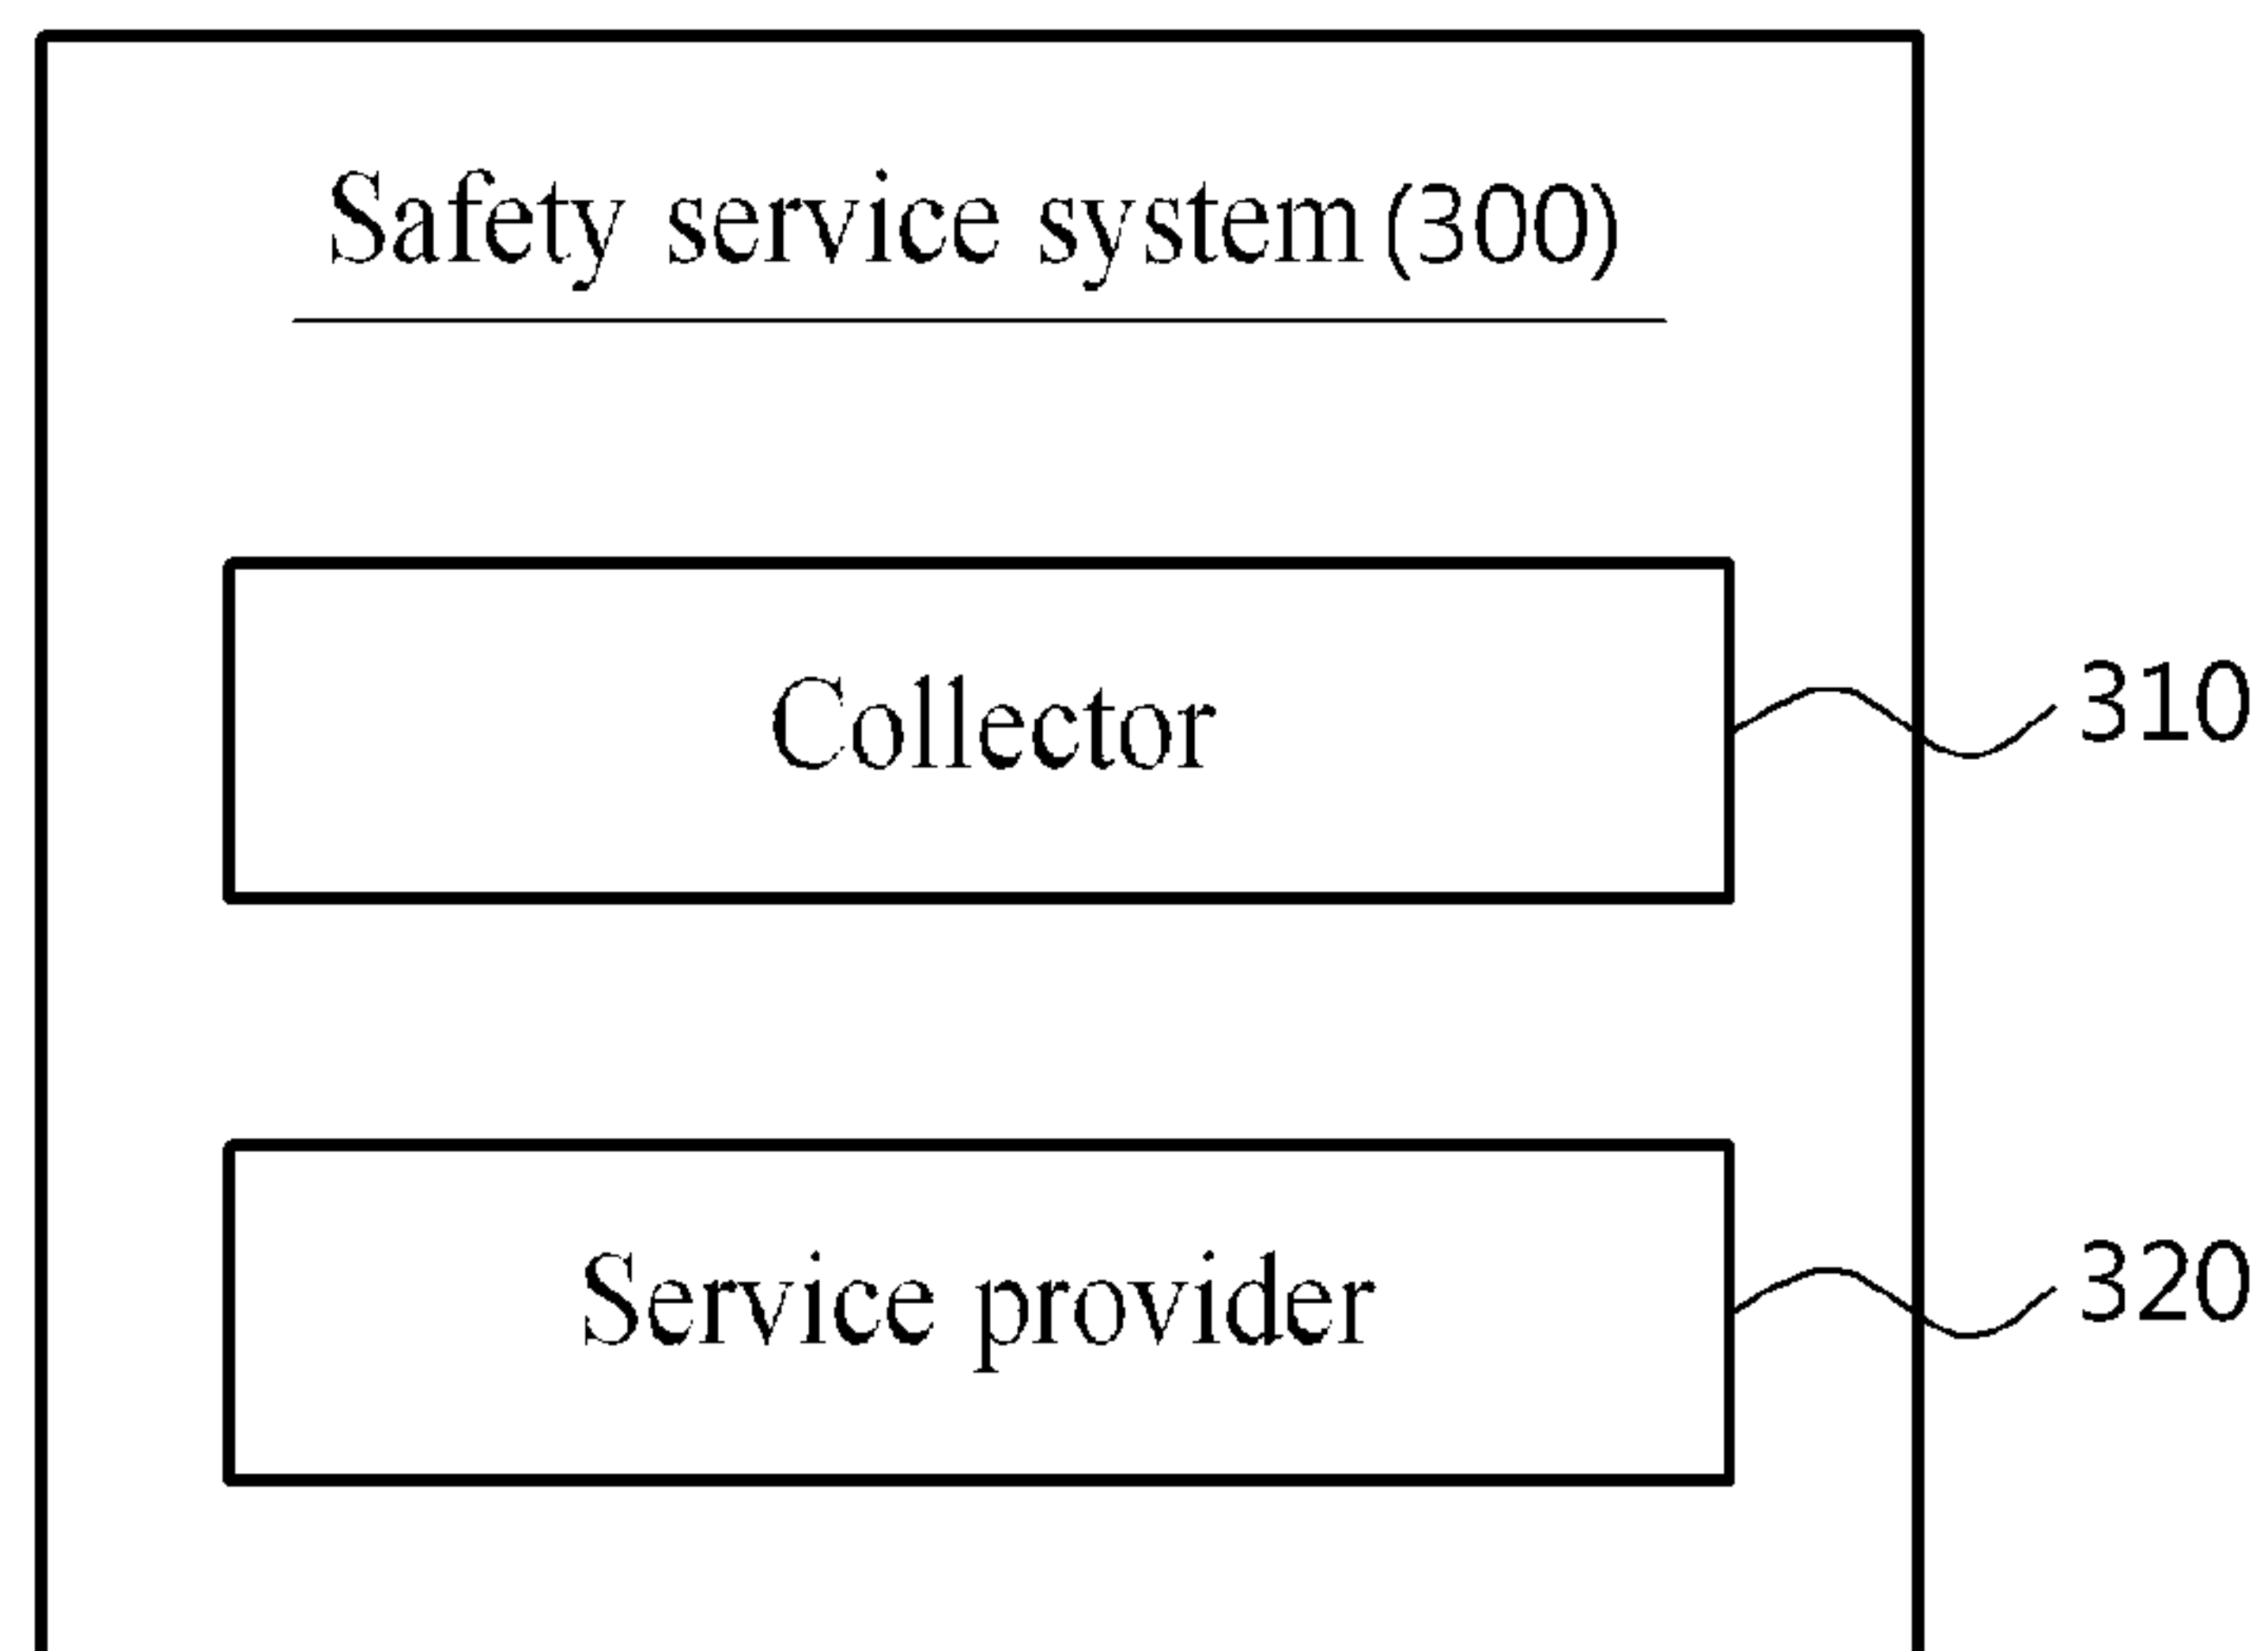 Safety service system (300)
Collector
310
Service provider
320